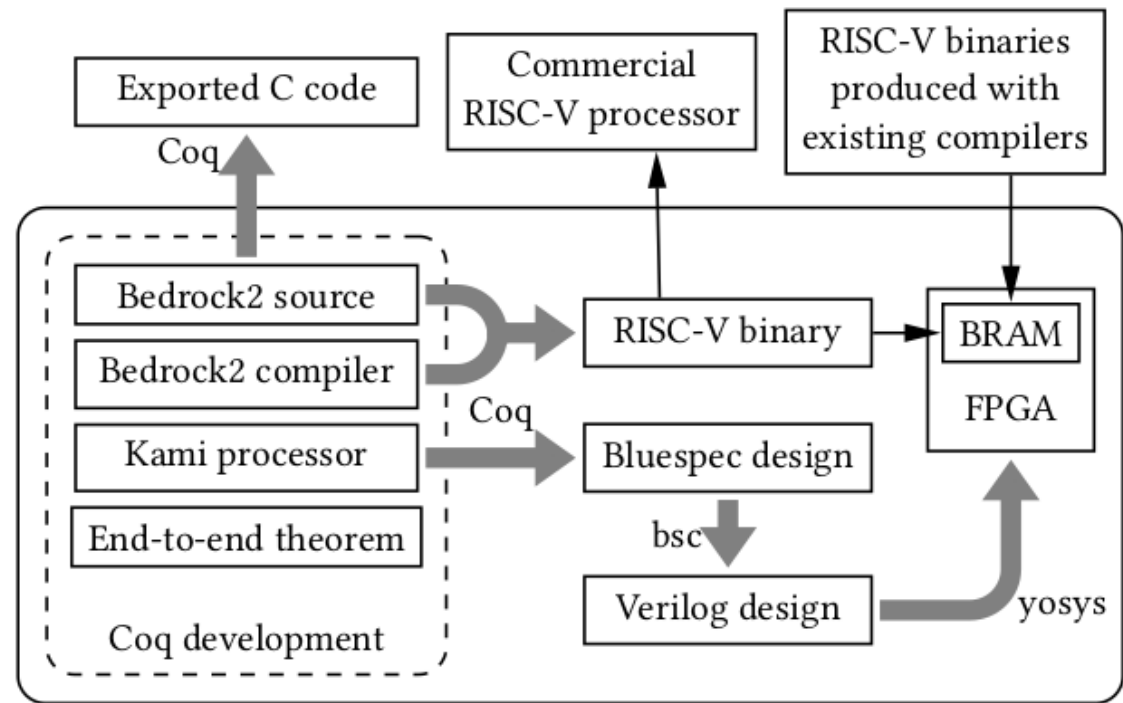 Exported C code
Commercial
RISC-V processor
RISC-V binaries
produced with
existing compilers
Coq
Bedrock2 source
Bedrock2 compiler
Kami processor
End-to-end theorem
Coq development
RISC-V binary
BRAM
FPGA
Coq
Bluespec design
bsc
Verilog design
yosys